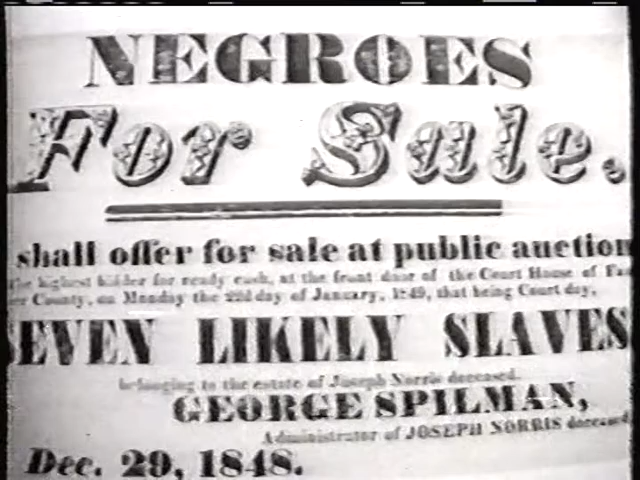 NEGROES
For Sale.
shall offer for sale at public auction
the highest bidder for ready cash, at the front door of the Court House of
er County, on Monday the 22d day of January, 1849, that being Court day,
EVEN LIKELY SLAVES
belonging to the estate of Joseph Norris deceased.
GEORGE SPILMAN,
Administrator of JOSEPH NORRIS deceased
Dec. 29, 1848.